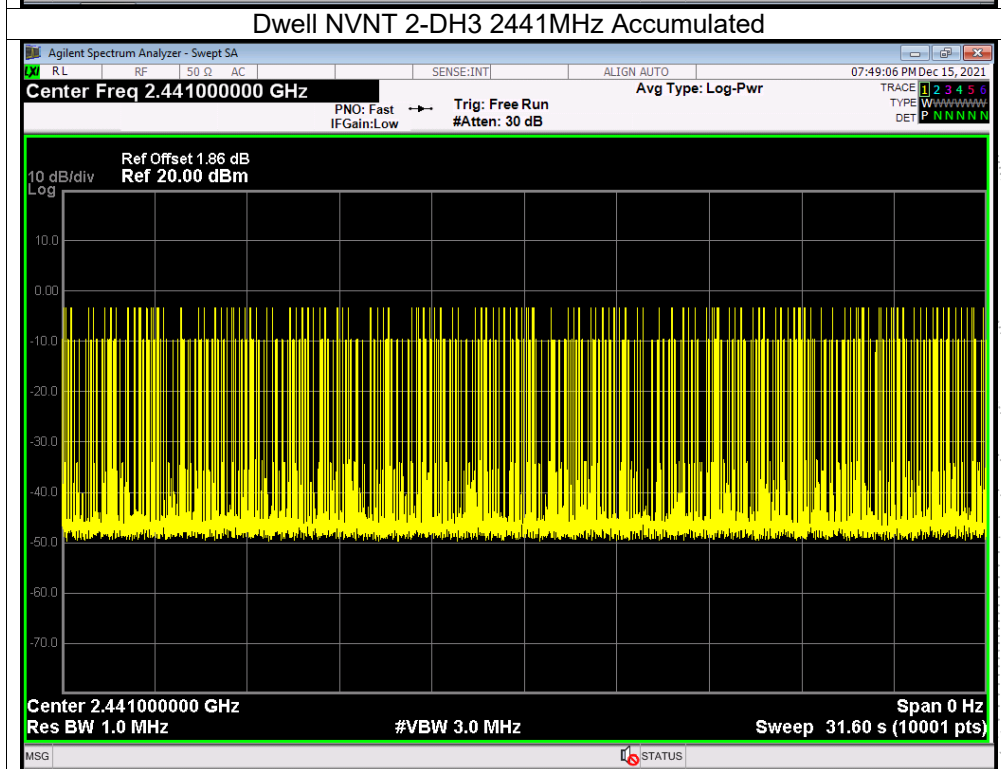 Dwell NVNT 2-DH3 2441MHz Accumulated
Agilent Spectrum Analyzer - Swept SA
LXI RL RF 50 Ω AC SENSE:INT ALIGN AUTO 07:49:06 PM Dec 15, 2021
Center Freq 2.441000000 GHz Avg Type: Log-Pwr TRACE 1 2 3 4 5 6
PNO: Fast Trig: Free Run TYPE WWWWWW
IFGain:Low #Atten: 30 dB DET P N N N N N
Ref Offset 1.86 dB
10 dB/div Ref 20.00 dBm
Log
10.0
0.00
-10.0
-20.0
-30.0
-40.0
-50.0
-60.0
-70.0
Center 2.441000000 GHz Span 0 Hz
Res BW 1.0 MHz #VBW 3.0 MHz Sweep 31.60 s (10001 pts)
MSG STATUS